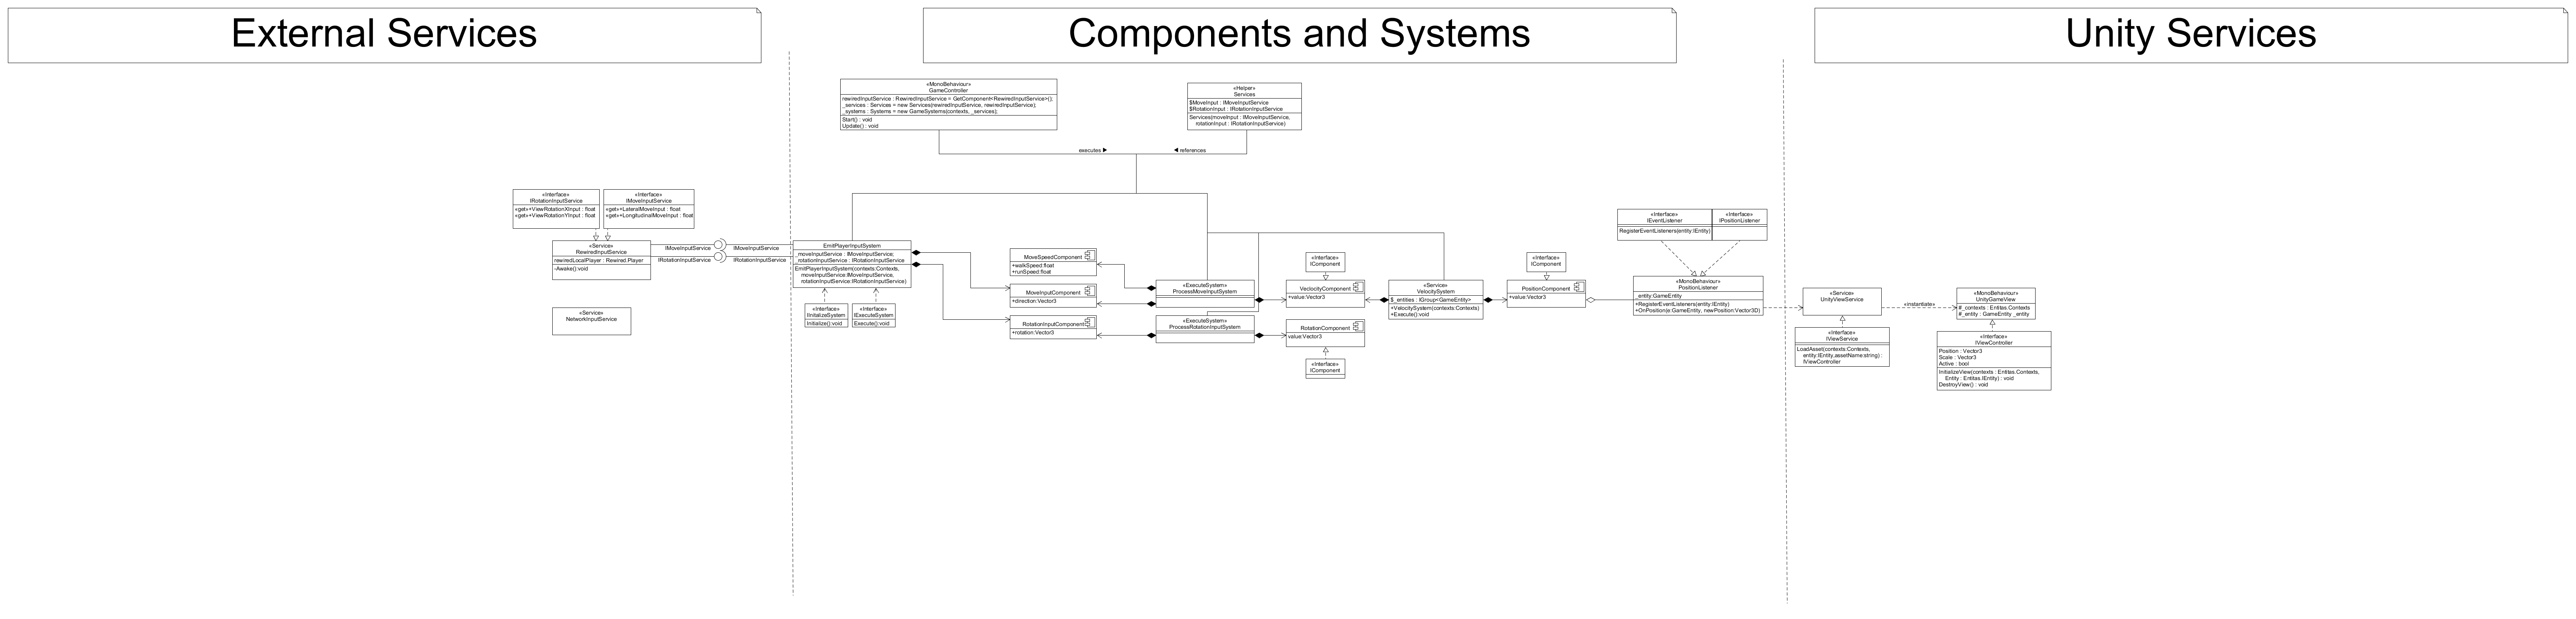 External Services
Components and Systems
Unity Services
«MonoBehaviour»
GameController
rewiredInputService : RewiredInputService = GetComponent<RewiredInputService>();
_services : Services = new Services(rewiredInputService, rewiredInputService);
_systems : Systems = new GameSystems(contexts, _services);
Start() : void
Update() : void
«Helper»
Services
$MoveInput : IMoveInputService
$RotationInput : IRotationInputService
Services(moveInput : IMoveInputService,
rotationInput : IRotationInputService)
executes
references
«Interface»
IRotationInputService
«get»+ViewRotationXInput : float
«get»+ViewRotationYInput : float
«Interface»
IMoveInputService
«get»+LateralMoveInput : float
«get»+LongitudinalMoveInput : float
«Service»
RewiredInputService
rewiredLocalPlayer : Rewired.Player
-Awake():void
IMoveInputService
IRotationInputService
IMoveInputService
IRotationInputService
«Service»
NetworkInputService
EmitPlayerInputSystem
_moveInputService : IMoveInputService;
_rotationInputService : IRotationInputService
EmitPlayerInputSystem(contexts:Contexts,
moveInputService:IMoveInputService,
rotationInputService:IRotationInputService)
«Interface»
IInitalizeSystem
Initialize():void
«Interface»
IExecuteSystem
Execute():void
MoveSpeedComponent
+walkSpeed:float
+runSpeed:float
MoveInputComponent
+direction:Vector3
RotationInputComponent
+rotation:Vector3
«ExecuteSystem»
ProcessMoveInputSystem
«ExecuteSystem»
ProcessRotationInputSystem
«Interface»
IComponent
VeclocityComponent
+value:Vector3
RotationComponent
value:Vector3
«Interface»
IComponent
«Service»
VelocitySystem
$_entities : IGroup<GameEntity>
+VelocitySystem(contexts:Contexts)
+Execute():void
«Interface»
IComponent
PositionComponent
+value:Vector3
«Interface»
IEventListener
RegisterEventListeners(entity:IEntity)
«Interface»
IPositionListener
«MonoBehaviour»
PositionListener
_entity:GameEntity
+RegisterEventListeners(entity:IEntity)
+OnPosition(e:GameEntity, newPosition:Vector3D)
«Service»
UnityViewService
«Interface»
IViewService
LoadAsset(contexts:Contexts,
entity:IEntity,assetName:string) :
IViewController
«instantiate»
«MonoBehaviour»
UnityGameView
#_contexts : Entitas.Contexts
#_entity : GameEntity _entity
«Interface»
IViewController
Position : Vector3
Scale : Vector3
Active : bool
InitializeView(contexts : Entitas.Contexts,
Entity : Entitas.IEntity) : void
DestroyView() : void